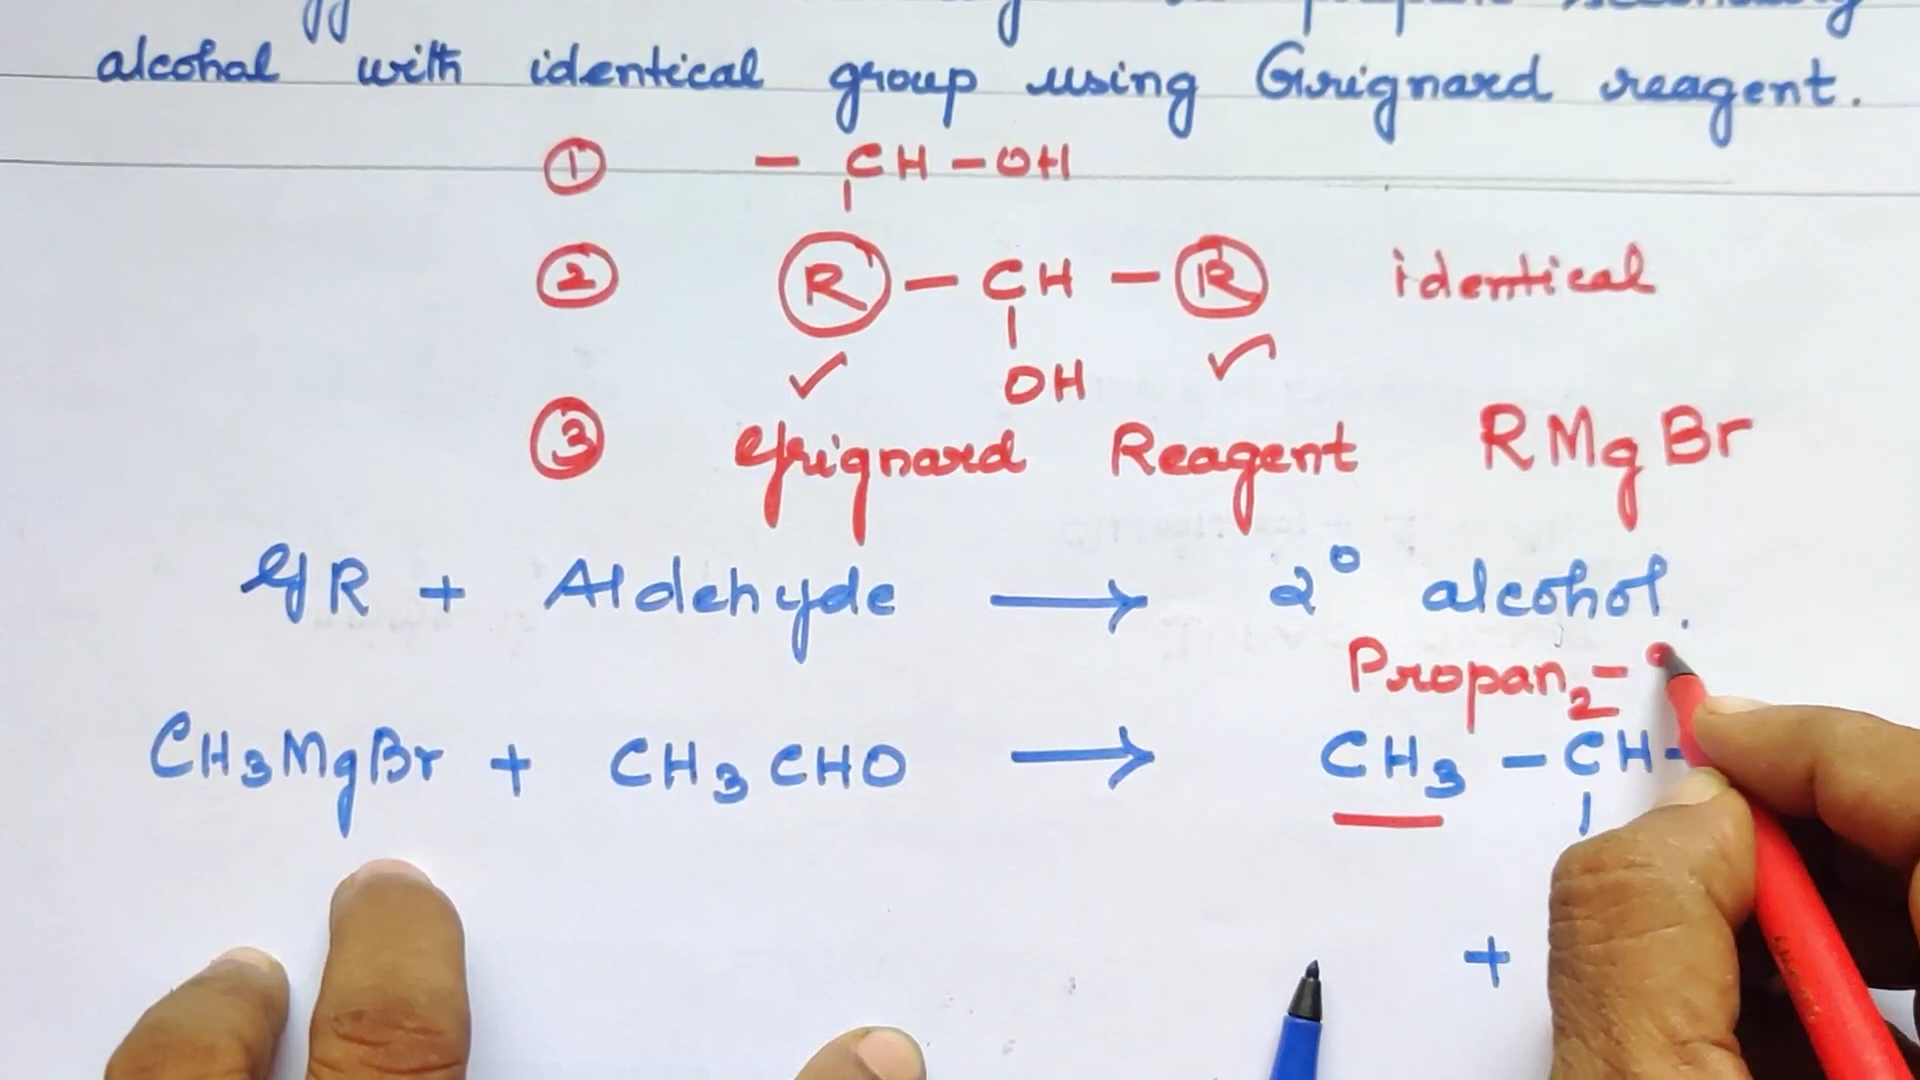 alcohal with identical group using Grignard reagent.
① - CH - OH
② R - CH - R identical
OH
③ Grignard Reagent RMgBr
GR + Aldehyde → 2° alcohol.
Propan 2 -
CH3MgBr + CH3CHO → CH3 - CH -
+